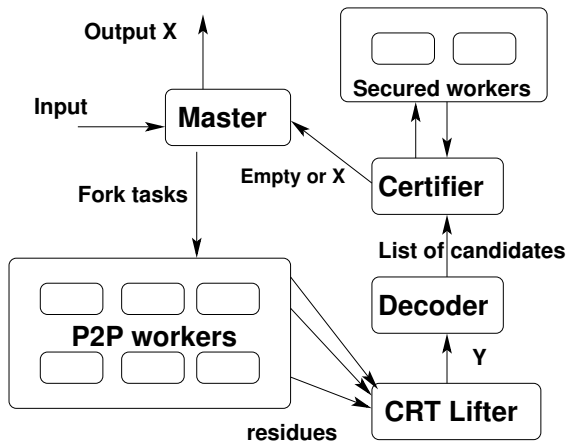 Output X
Input
Master
Secured workers
Empty or X
Certifier
Fork tasks
List of candidates
Decoder
P2P workers
Y
CRT Lifter
residues